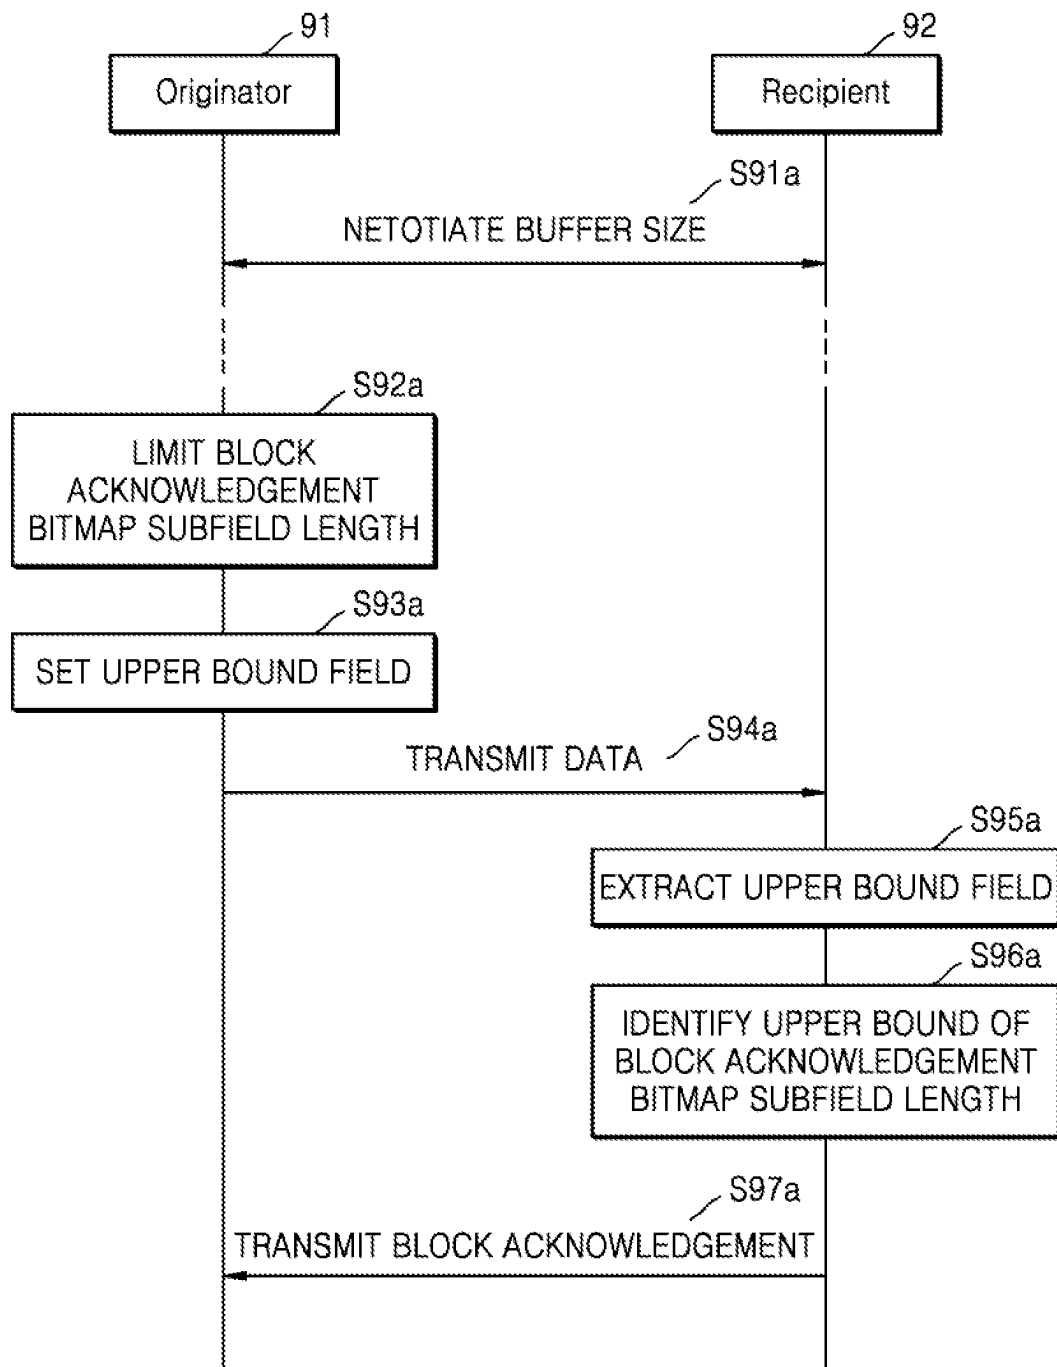 91
92
Originator
Recipient
S91a
NETOTIATE BUFFER SIZE
S92a
LIMIT BLOCK
ACKNOWLEDGEMENT
BITMAP SUBFIELD LENGTH
S93a
SET UPPER BOUND FIELD
S94a
TRANSMIT DATA
S95a
EXTRACT UPPER BOUND FIELD
S96a
IDENTIFY UPPER BOUND OF
BLOCK ACKNOWLEDGEMENT
BITMAP SUBFIELD LENGTH
S97a
TRANSMIT BLOCK ACKNOWLEDGEMENT